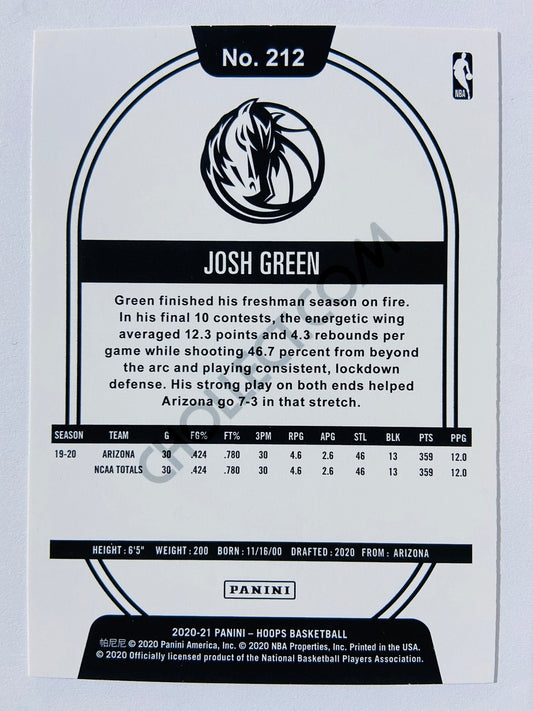 No. 212
NBA
JOSH GREEN
Green finished his freshman season on fire.
In his final 10 contests, the energetic wing
averaged 12.3 points and 4.3 rebounds per
game while shooting 46.7 percent from beyond
the arc and playing consistent, lockdown
defense. His strong play on both ends helped
Arizona go 7-3 in that stretch.
CHOLLECT.COM
SEASON TEAM G FG% FT% 3PM RPG APG STL BLK PTS PPG
19-20 ARIZONA 30 .424 .780 30 4.6 2.6 46 13 359 12.0
NCAA TOTALS 30 .424 .780 30 4.6 2.6 46 13 359 12.0
HEIGHT: 6'5" WEIGHT: 200 BORN: 11/16/00 DRAFTED: 2020 FROM: ARIZONA
PANINI
2020-21 PANINI – HOOPS BASKETBALL
帕尼尼 © 2020 Panini America, Inc. © 2020 NBA Properties, Inc. Printed in the USA.
© 2020 Officially licensed product of the National Basketball Players Association.